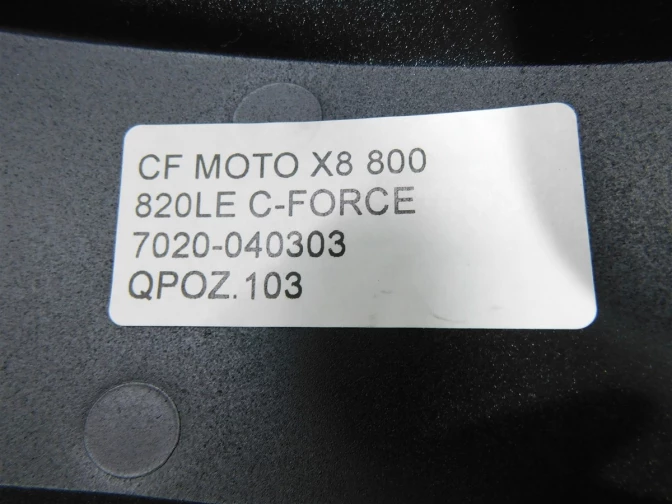 CF MOTO X8 800
820LE C-FORCE
7020-040303
QPOZ.103